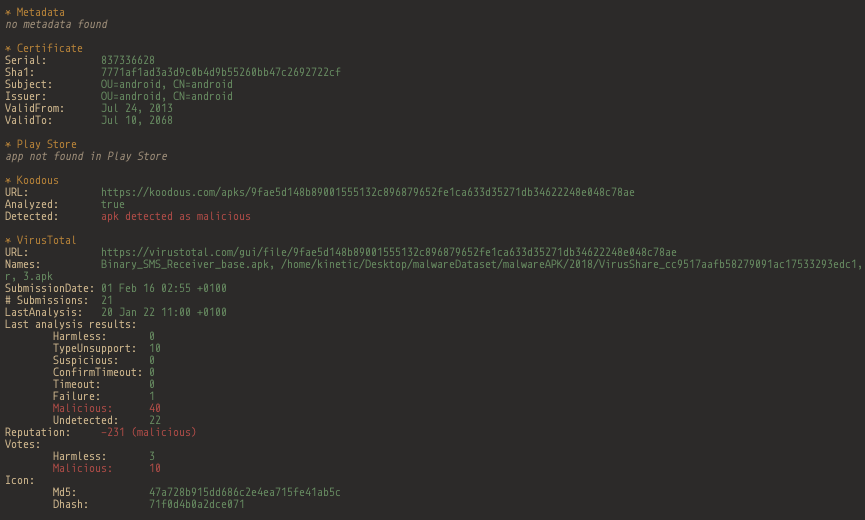 * Metadata
no metadata found
* Certificate
Serial: 837336628
Sha1: 7771af1ad3a3d9c0b4d9b55260bb47c2692722cf
Subject: OU=android, CN=android
Issuer: OU=android, CN=android
ValidFrom: Jul 24, 2013
ValidTo: Jul 10, 2068
* Play Store
app not found in Play Store
* Koodous
URL: https://koodous.com/apks/9fae5d148b89001555132c896879652fe1ca633d35271db34622248e048c78ae
Analyzed: true
Detected: apk detected as malicious
* VirusTotal
URL: https://virustotal.com/gui/file/9fae5d148b89001555132c896879652fe1ca633d35271db34622248e048c78ae
Names: Binary_SMS_Receiver_base.apk, /home/kinetic/Desktop/malwareDataset/malwareAPK/2018/VirusShare_cc9517aafb58279091ac17533293edc1,
r, 3.apk
SubmissionDate: 01 Feb 16 02:55 +0100
# Submissions: 21
LastAnalysis: 20 Jan 22 11:00 +0100
Last analysis results:
Harmless: 0
TypeUnsupport: 10
Suspicious: 0
ConfirmTimeout: 0
Timeout: 0
Failure: 1
Malicious: 40
Undetected: 22
Reputation: -231 (malicious)
Votes:
Harmless: 3
Malicious: 10
Icon:
Md5: 47a728b915dd686c2e4ea715fe41ab5c
Dhash: 71f0d4b0a2dce071